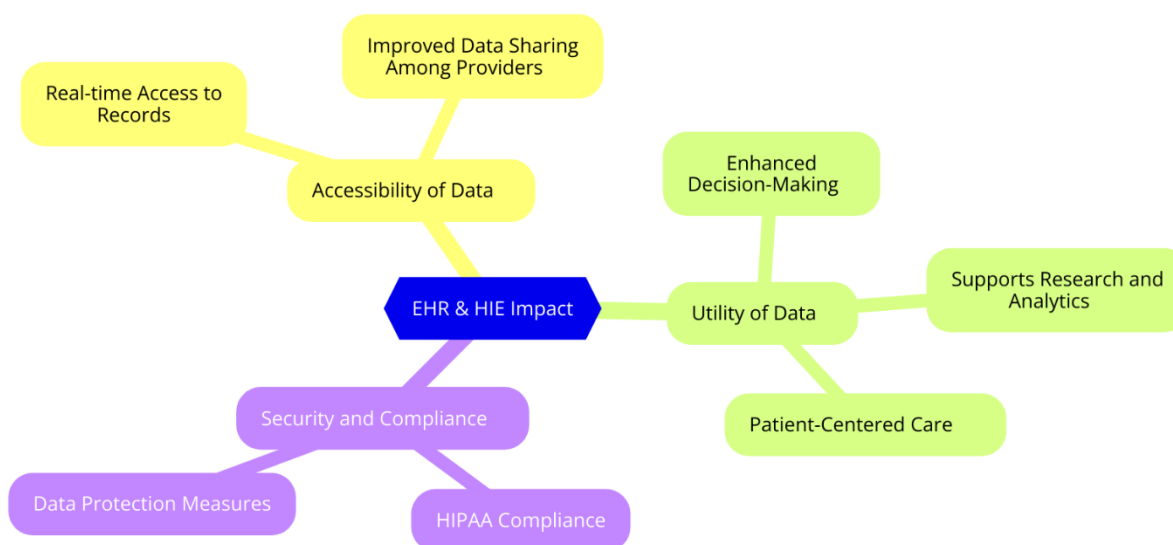 Improved Data Sharing
Among Providers
Real-time Access to
Records
Accessibility of Data
Enhanced
Decision-Making
Supports Research and
Analytics
EHR & HIE Impact
Utility of Data
Security and Compliance
Patient-Centered Care
Data Protection Measures
HIPAA Compliance